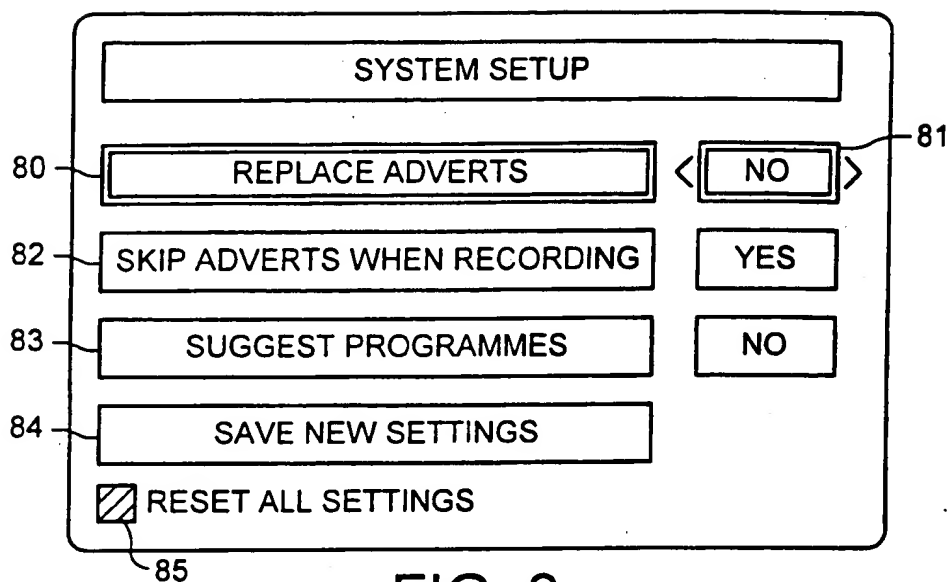 SYSTEM SETUP
80 REPLACE ADVERTS < NO > 81
82 SKIP ADVERTS WHEN RECORDING YES
83 SUGGEST PROGRAMMES NO
84 SAVE NEW SETTINGS
RESET ALL SETTINGS
85